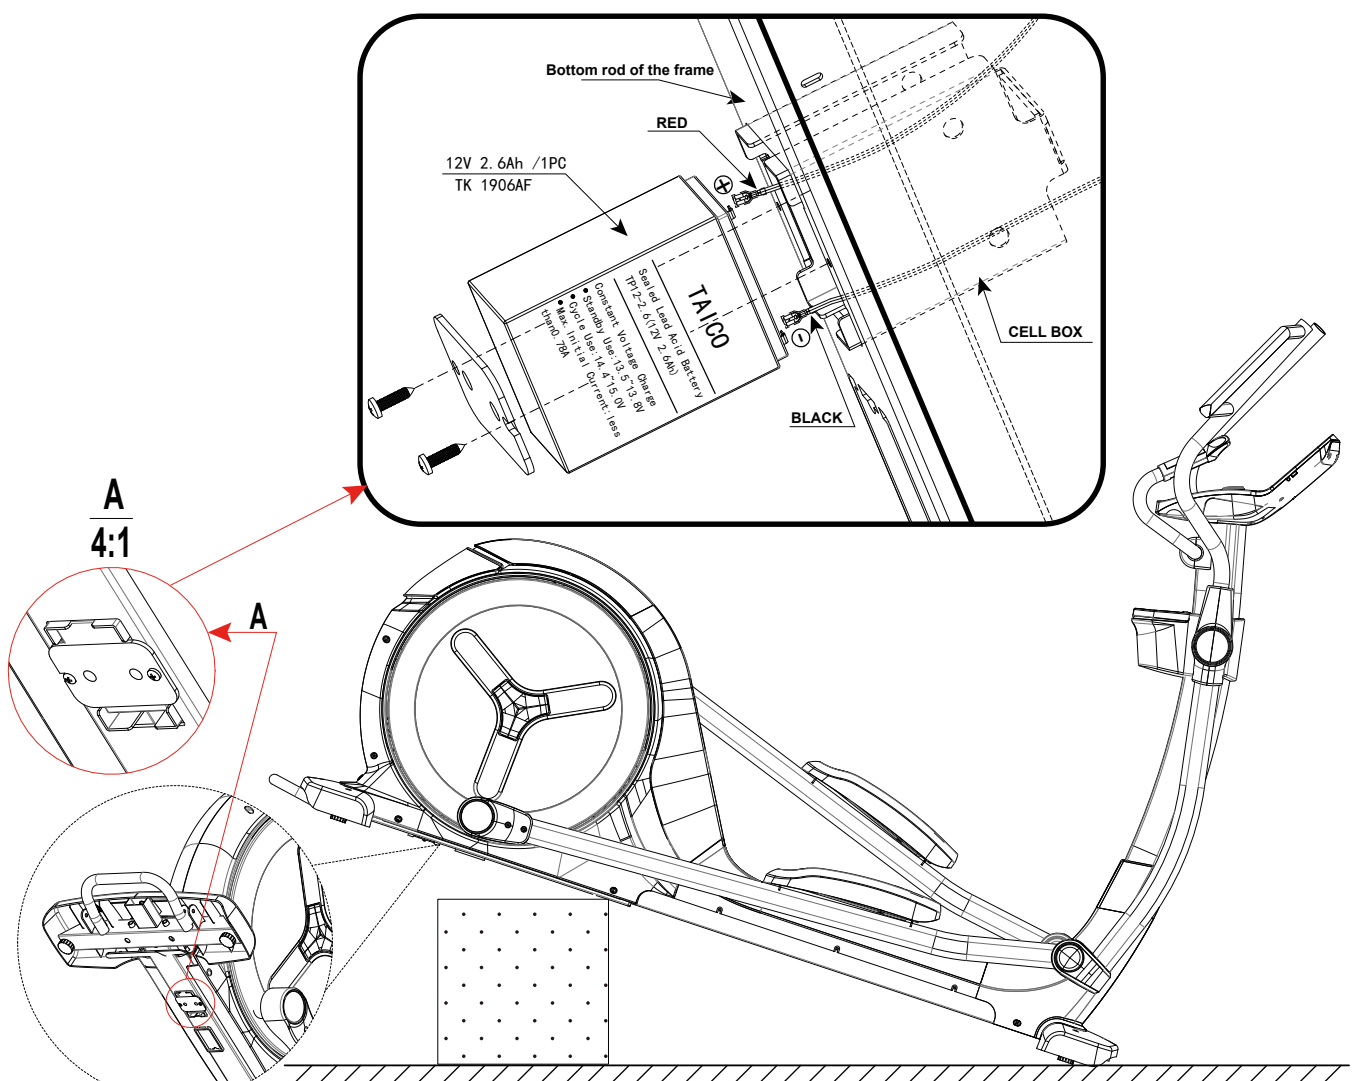 Bottom rod of the frame
RED
12V 2. 6Ah /1PC
TK 1906AF
+
TAICO
Sealed Lead Acid Battery
TP12-2. 6(12V 2. 6Ah)
Constant Voltage Charge
• Standby Use:13. 5~13. 8V
• Cycle Use:14. 4~15. 0V
• Max. Initial Current:less
than0. 78A
-
BLACK
CELL BOX
A
4:1
A